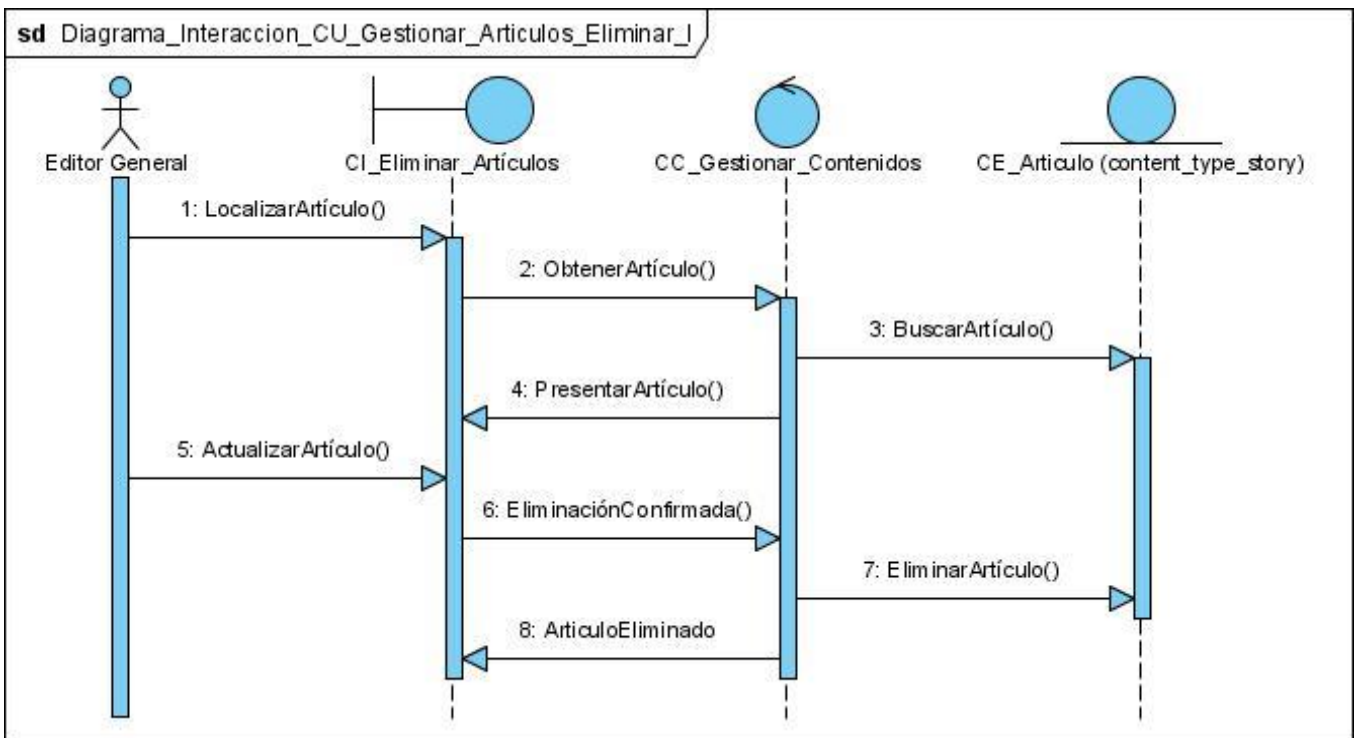 sd Diagrama_Interaccion_CU_Gestionar_Articulos_Eliminar_I
Editor General
CI_Eliminar_Artículos
CC_Gestionar_Contenidos
CE_Articulo (content_type_story)
1: LocalizarArtículo()
2: ObtenerArtículo()
3: BuscarArtículo()
4: PresentarArtículo()
5: ActualizarArtículo()
6: EliminaciónConfirmada()
7: EliminarArtículo()
8: ArticuloEliminado